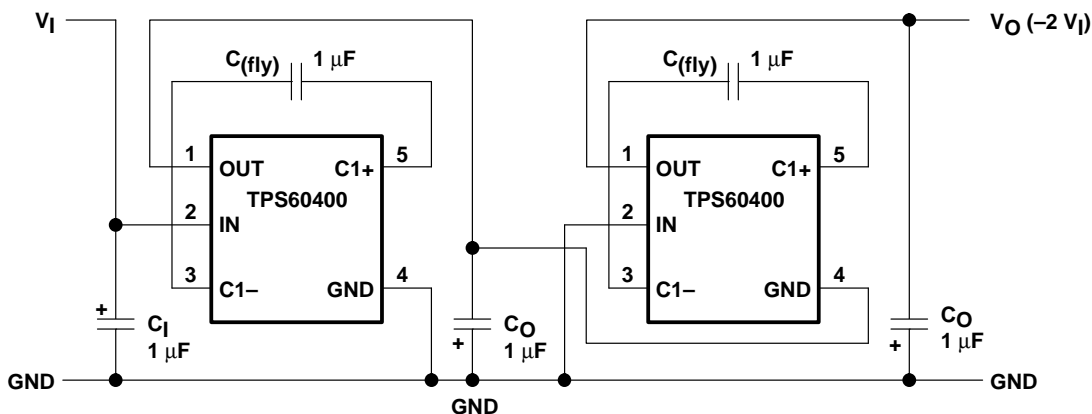 VI
VO (–2 VI)
C(fly) 1 μF
C(fly) 1 μF
1 OUT C1+ 5
TPS60400
2 IN
3 C1– GND 4
1 OUT C1+ 5
TPS60400
2 IN
3 C1– GND 4
+ CI
1 μF
+ CO
1 μF
+ CO
1 μF
GND
GND
GND